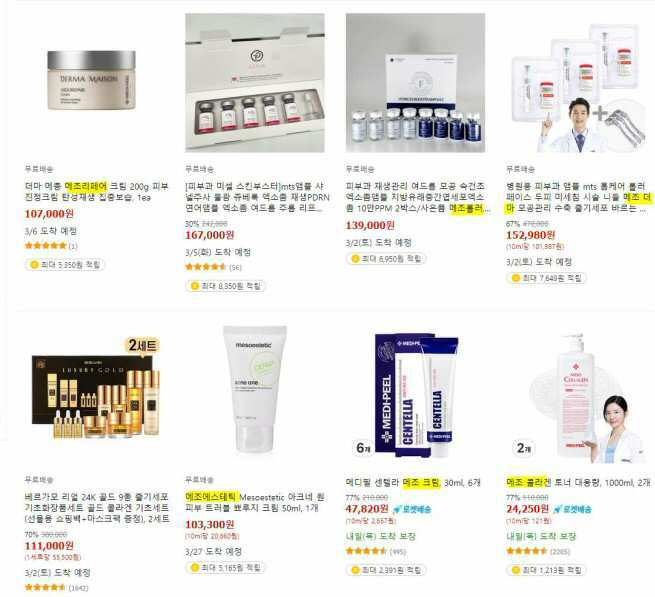 DERMA MAISON
무료배송
더마 메종 메조리페어 크림 200g 피부
진정크림 탄성재생 집중보습, 1ea
107,000원
3/6 도착 예정
(1)
최대 5,350원 적립
무료배송
[피부과 미셀 스킨부스터]mts앰플 샤
넬주사 물광 큐뷰룩 엑소좀 재생PDRN
연어앰플 엑소좀 여드름 주름 리프...
30%
167,000원
3/5(화) 도착 예정
(56)
최대 8,350원 적립
무료배송
피부과 재생관리 여드름 모공 속건조
엑소좀앰플 지방유래중간엽세포엑소
좀 10만PPM 2박스/사은품 메조롤러,...
139,000원
3/2(토) 도착 예정
최대 6,950원 적립
무료배송
병원용 피부과 앰플 mts 홈케어 롤러
페이스 두피 미세침 시술 니들 메조 더
마 모공관리 수축 줄기세포 바르는 ...
67%
152,980원
(10ml당 101,987원)
3/2(토) 도착 예정
최대 7,649원 적립
2세트
LUXURY GOLD
무료배송
베르가모 리얼 24K 골드 9종 줄기세포
기초화장품세트 골드 콜라겐 기초세트
(선물용 쇼핑백+마스크팩 증정), 2세트
70% 380,000
111,000원
(1세트당 55,500원)
3/2(토) 도착 예정
(1642)
mesoestetic
acne one
무료배송
메조에스테틱 Mesoestetic 아크네 원
피부 트러블 뾰루지 크림 50ml, 1개
103,300원
(10ml당 20,660원)
3/27 도착 예정
최대 5,165원 적립
MEDI-PEEL
CENTELLA
MEDI-PEEL
CENTELLA
6개
메디필 센텔라 메조 크림, 30ml, 6개
77% 210,000
47,820원 로켓배송
(10ml당 2,657원)
내일(목) 도착 보장
(495)
최대 2,391원 적립
MEDI-PEEL
COLLAGEN
2개
메조 콜라겐 토너 대용량, 1000ml, 2개
77% 110,000
24,250원 로켓배송
(10ml당 121원)
내일(목) 도착 보장
(2205)
최대 1,213원 적립